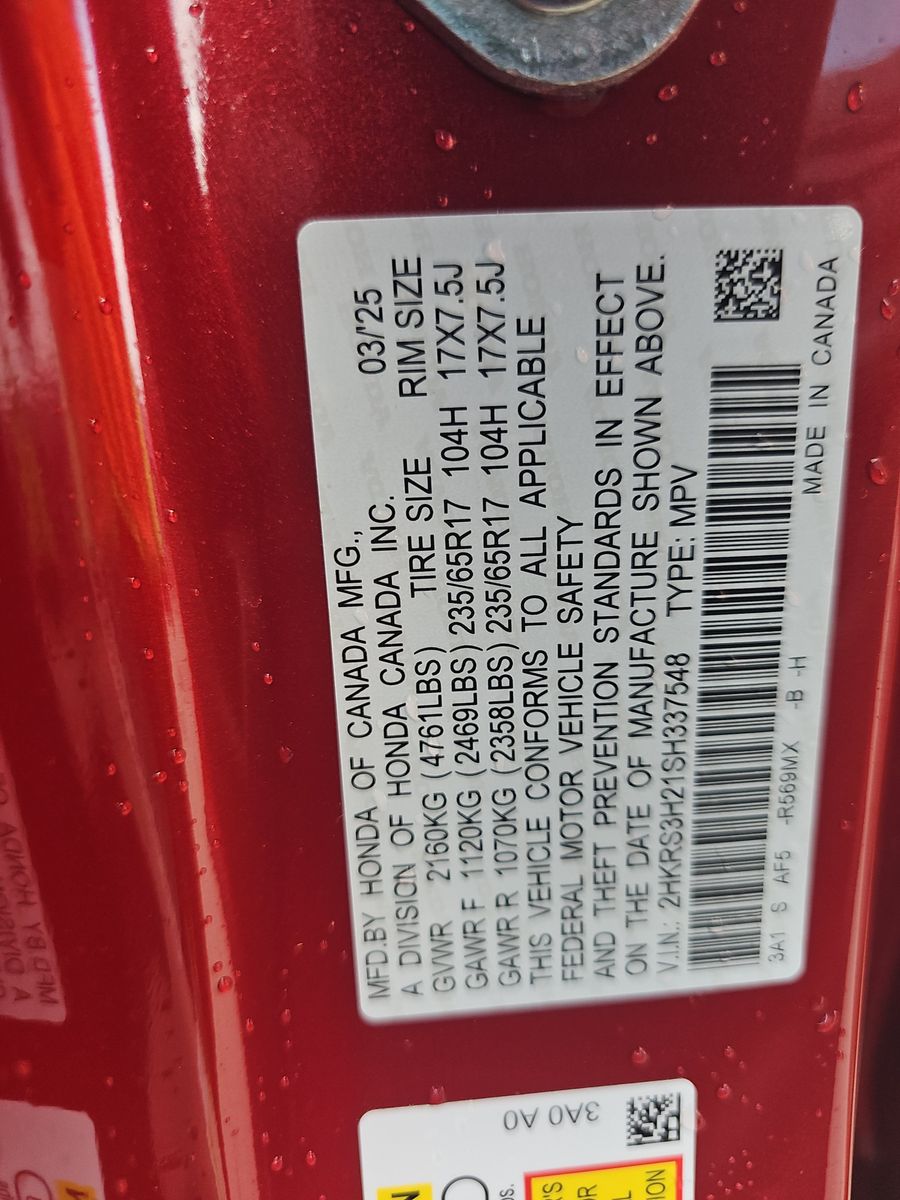 MFD.BY HONDA OF CANADA MFG., 03/'25
A DIVISION OF HONDA CANADA INC.
GVWR 2160KG (4761LBS) TIRE SIZE RIM SIZE
GAWR F 1120KG (2469LBS) 235/65R17 104H 17X7.5J
GAWR R 1070KG (2358LBS) 235/65R17 104H 17X7.5J
THIS VEHICLE CONFORMS TO ALL APPLICABLE
FEDERAL MOTOR VEHICLE SAFETY
AND THEFT PREVENTION STANDARDS IN EFFECT
ON THE DATE OF MANUFACTURE SHOWN ABOVE.
V.I.N.: 2HKRS3H21SH337548 TYPE: MPV
3A1 S AF5 -R569MX -B -H
MADE IN CANADA
3A0 A0